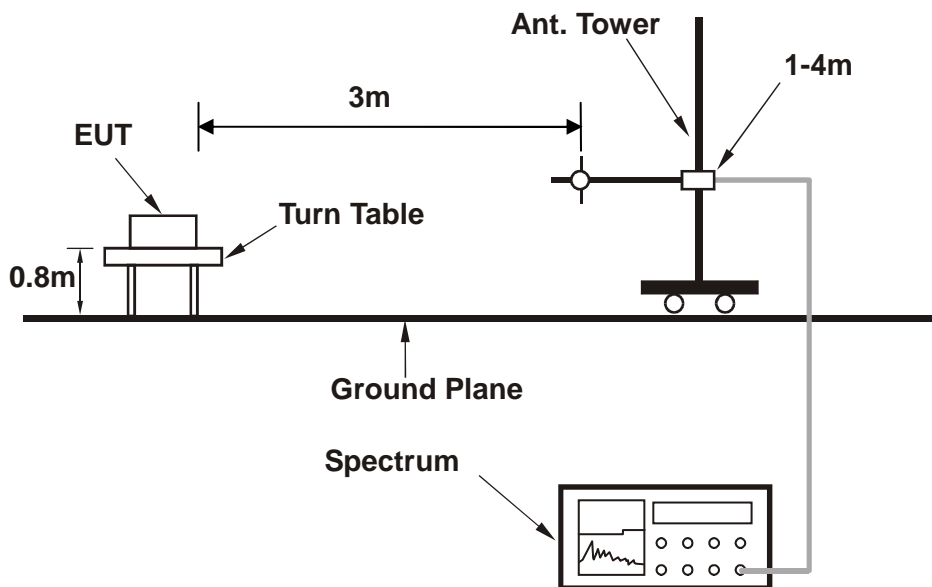 Ant. Tower
1-4m
3m
EUT
Turn Table
0.8m
Ground Plane
Spectrum